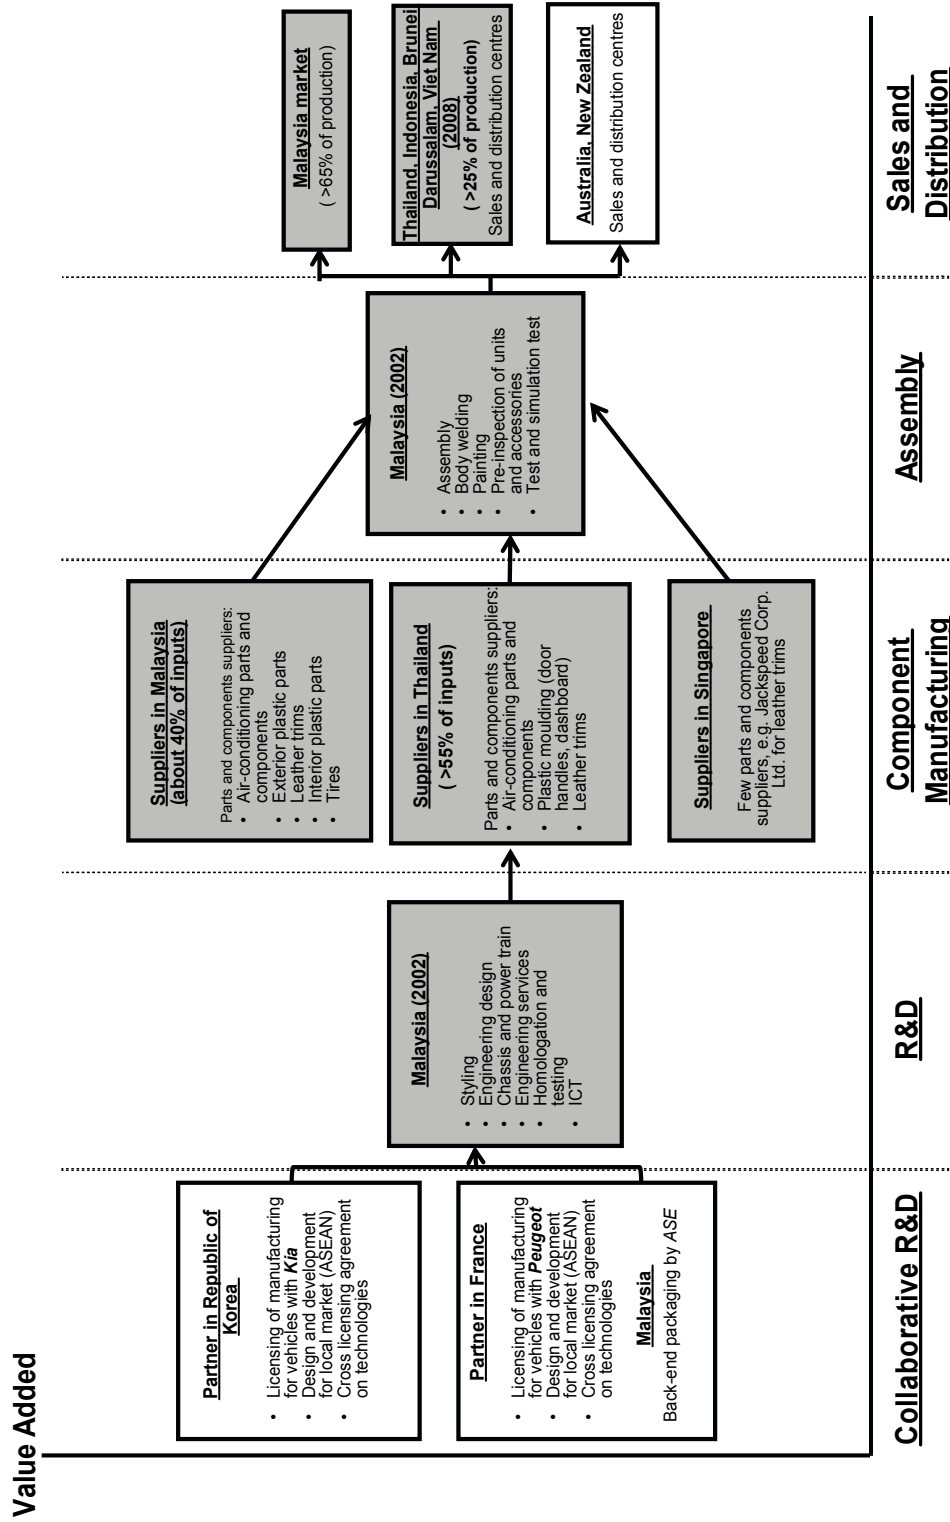 Value Added
Partner in Republic of
Korea
• Licensing of manufacturing
for vehicles with Kia
• Design and development
for local market (ASEAN)
• Cross licensing agreement
on technologies
Partner in France
• Licensing of manufacturing
for vehicles with Peugeot
• Design and development
for local market (ASEAN)
• Cross licensing agreement
on technologies
Malaysia
Back-end packaging by ASE
Collaborative R&D
Malaysia (2002)
• Styling
• Engineering design
• Chassis and power train
• Engineering services
• Homologation and
testing
• ICT
R&D
Suppliers in Malaysia
(about 40% of inputs)
Parts and components suppliers:
• Air-conditioning parts and
components
• Exterior plastic parts
• Leather trims
• Interior plastic parts
• Tires
Suppliers in Thailand
( >55% of inputs)
Parts and components suppliers:
• Air-conditioning parts and
components
• Plastic moulding (door
handles, dashboard)
• Leather trims
Suppliers in Singapore
Few parts and components
suppliers, e.g. Jackspeed Corp.
Ltd. for leather trims
Component
Manufacturing
Malaysia (2002)
• Assembly
• Body welding
• Painting
• Pre-inspection of units
and accessories
• Test and simulation test
Assembly
Malaysia market
( >65% of production)
Thailand, Indonesia, Brunei
Darussalam, Viet Nam
(2008)
( >25% of production)
Sales and distribution centres
Australia, New Zealand
Sales and distribution centres
Sales and
Distribution